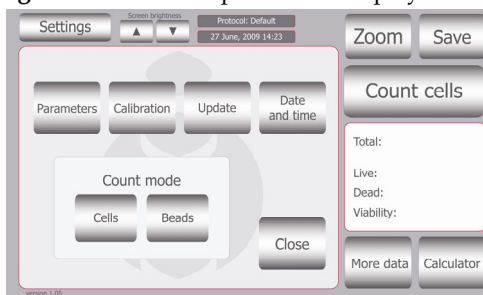 Settings
Screen brightness
Protocol: Default
27 June, 2009 14:23
Zoom
Save
Count cells
Parameters
Calibration
Update
Date
and time
Total:
Live:
Dead:
Viability:
Count mode
Cells
Beads
Close
More data
Calculator
version 1.05